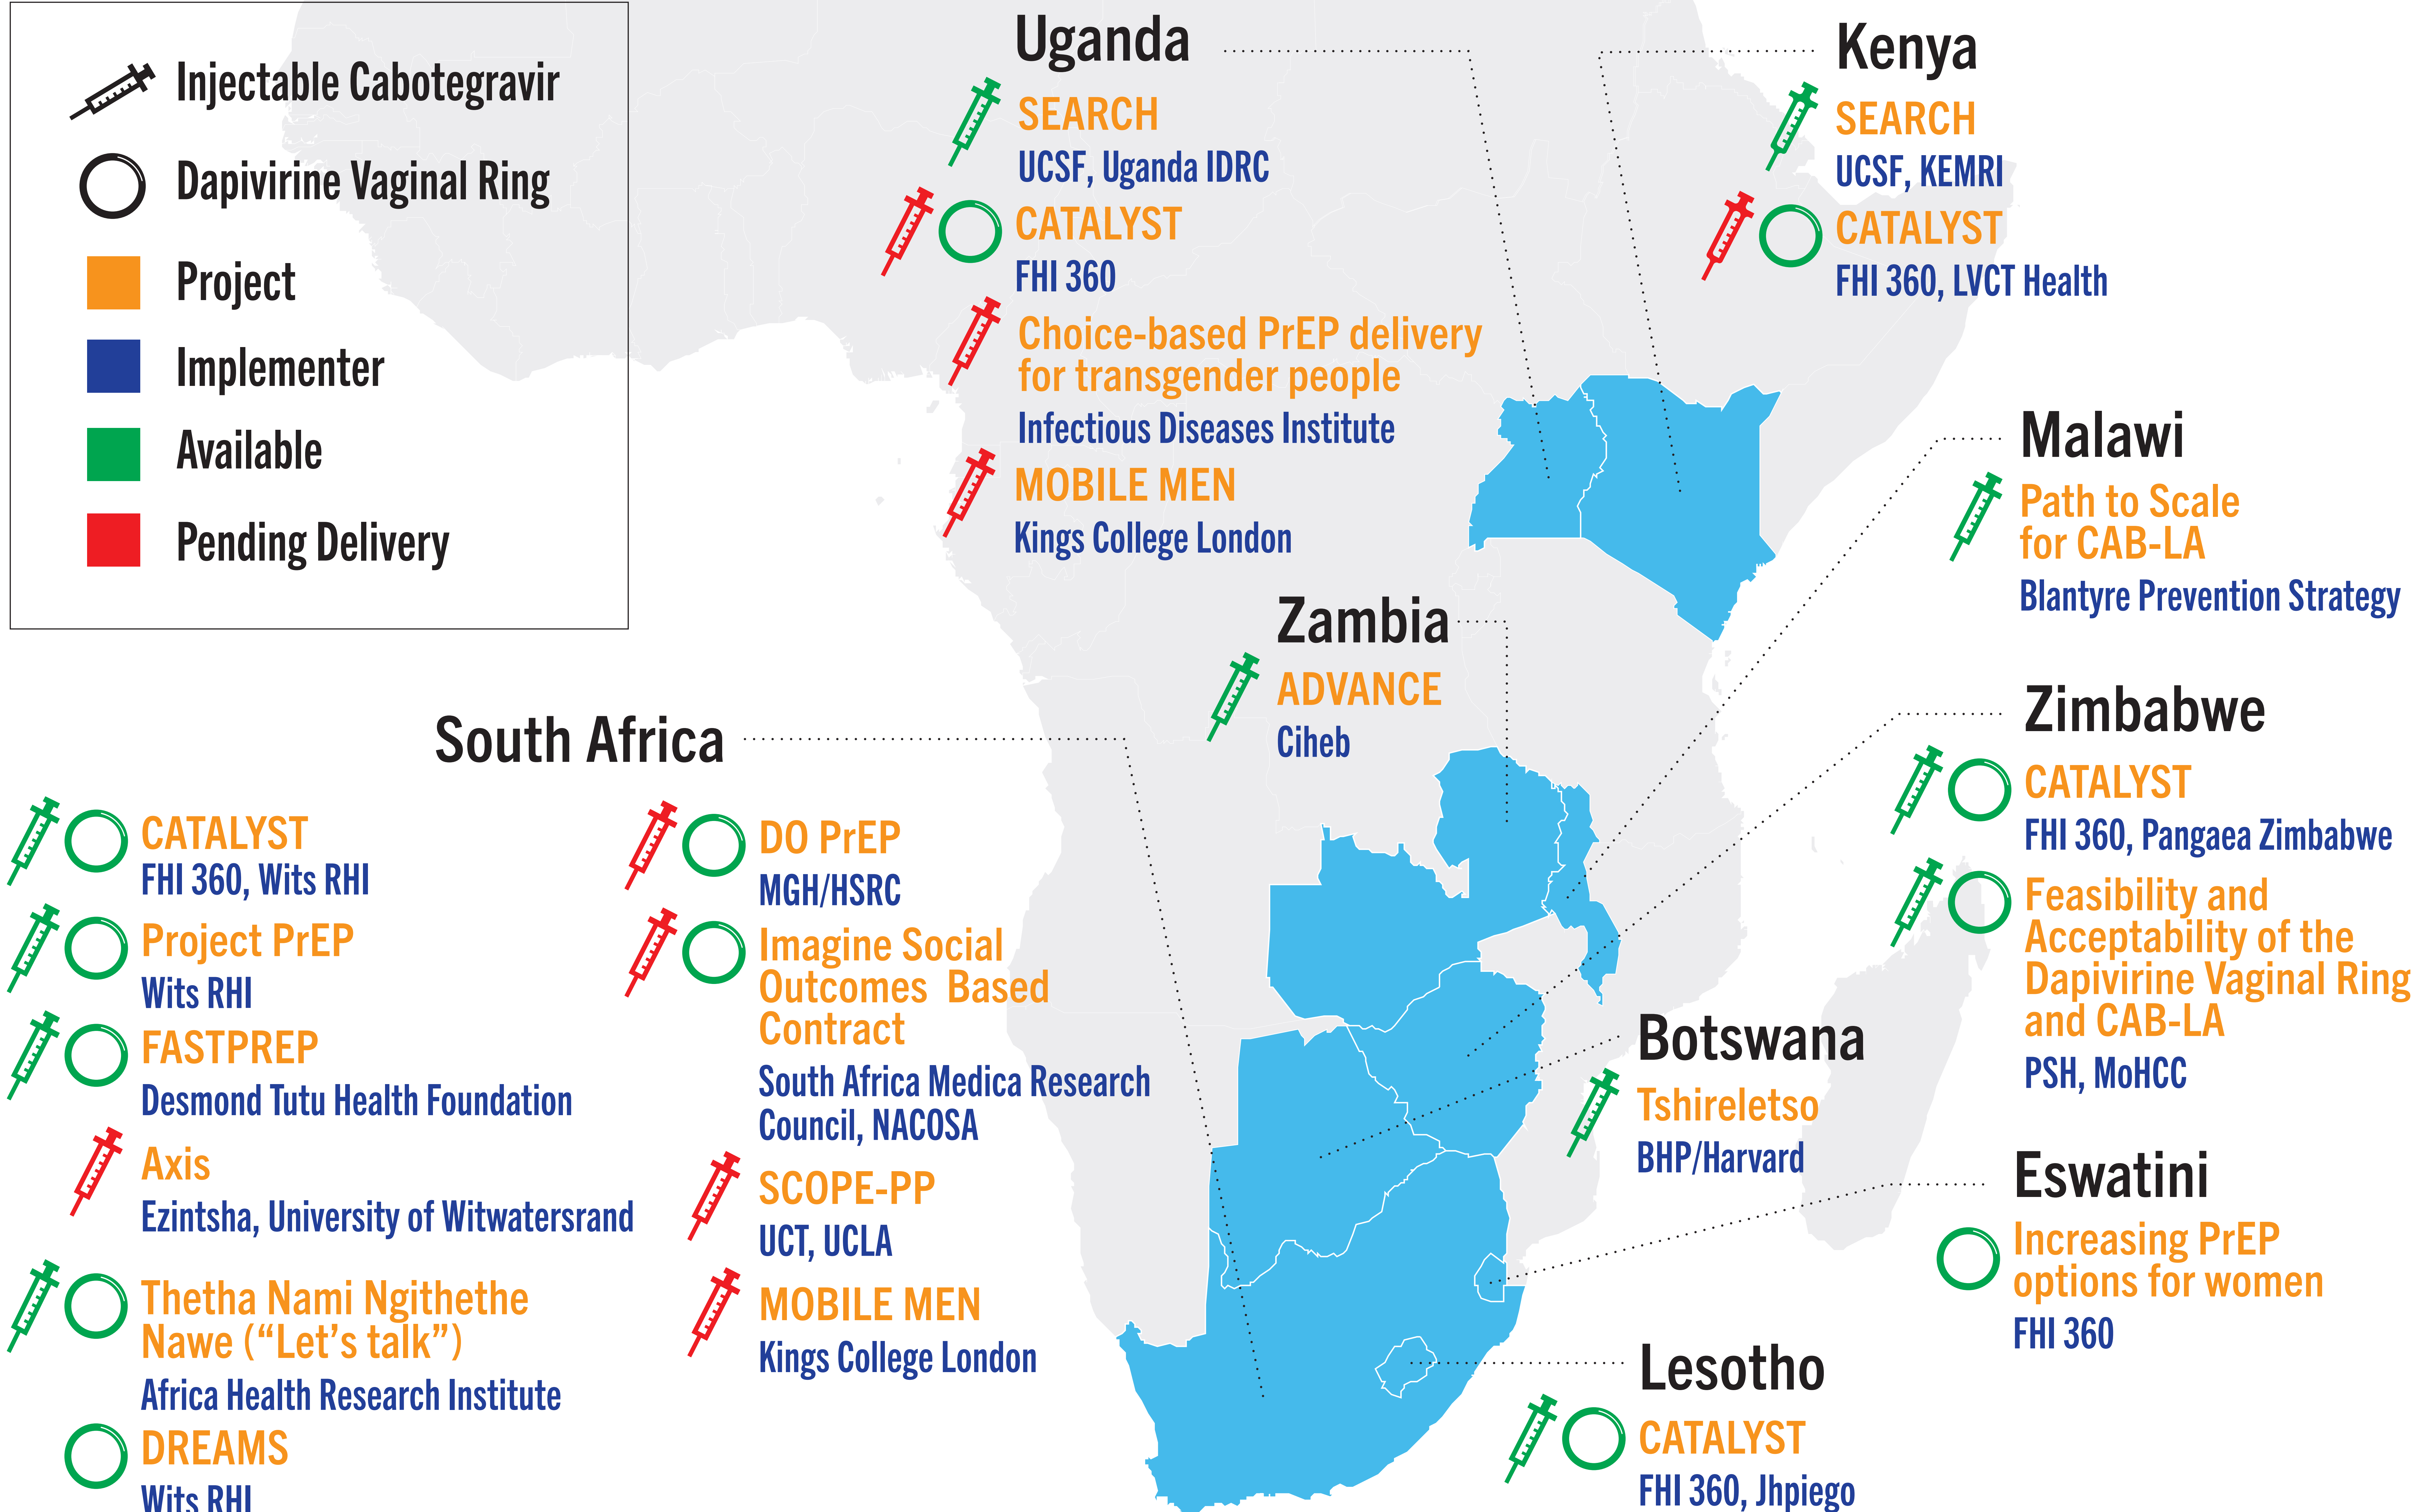 Injectable Cabotegravir
Dapivirine Vaginal Ring
Project
Implementer
Available
Pending Delivery
Uganda
SEARCH
UCSF, Uganda IDRC
CATALYST
FHI 360
Choice-based PrEP delivery
for transgender people
Infectious Diseases Institute
MOBILE MEN
Kings College London
Kenya
SEARCH
UCSF, KEMRI
CATALYST
FHI 360, LVCT Health
Malawi
Path to Scale
for CAB-LA
Blantyre Prevention Strategy
Zambia
ADVANCE
Ciheb
Zimbabwe
CATALYST
FHI 360, Pangaea Zimbabwe
Feasibility and
Acceptability of the
Dapivirine Vaginal Ring
and CAB-LA
PSH, MoHCC
South Africa
CATALYST
FHI 360, Wits RHI
Project PrEP
Wits RHI
FASTPREP
Desmond Tutu Health Foundation
Axis
Ezintsha, University of Witwatersrand
Thetha Nami Ngithethe
Nawe (“Let’s talk”)
Africa Health Research Institute
DREAMS
Wits RHI
DO PrEP
MGH/HSRC
Imagine Social
Outcomes Based
Contract
South Africa Medica Research
Council, NACOSA
SCOPE-PP
UCT, UCLA
MOBILE MEN
Kings College London
Botswana
Tshireletso
BHP/Harvard
Eswatini
Increasing PrEP
options for women
FHI 360
Lesotho
CATALYST
FHI 360, Jhpiego